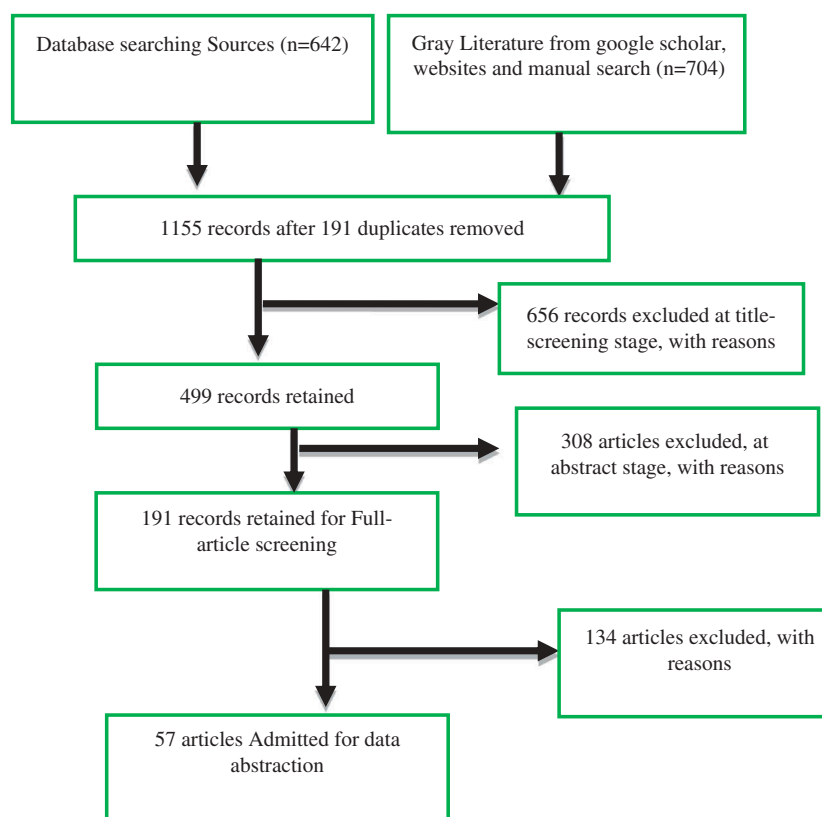 Database searching Sources (n=642)
Gray Literature from google scholar,
websites and manual search (n=704)
1155 records after 191 duplicates removed
656 records excluded at title-
screening stage, with reasons
499 records retained
308 articles excluded, at
abstract stage, with reasons
191 records retained for Full-
article screening
134 articles excluded, with
reasons
57 articles Admitted for data
abstraction